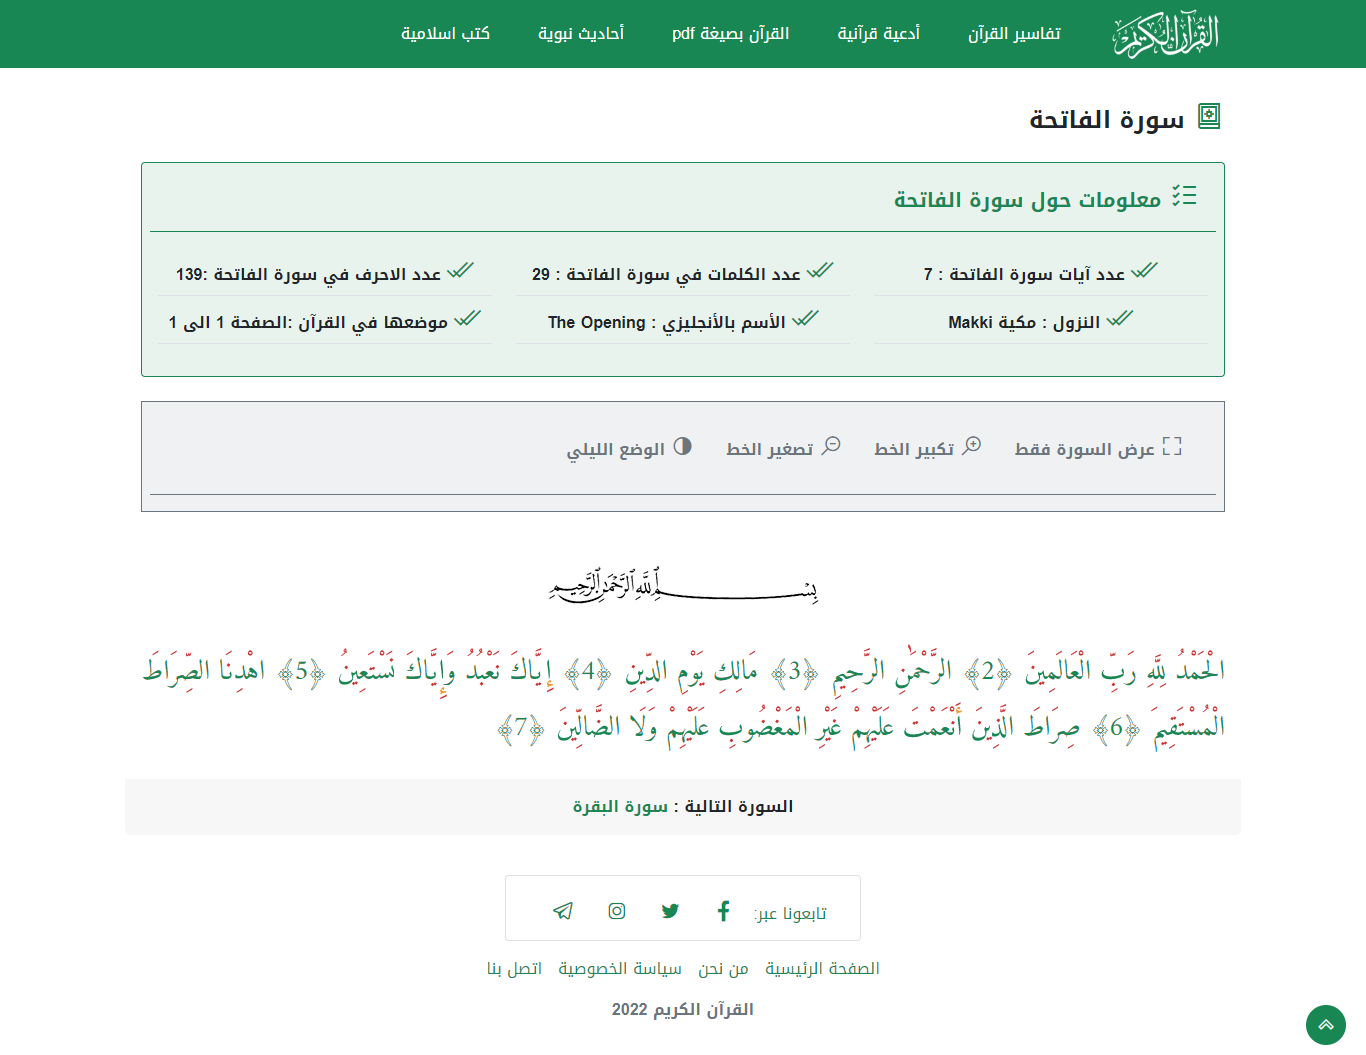 القرآن الكريم
تفاسير القرآن
أدعية قرآنية
القرآن بصيغة pdf
أحاديث نبوية
كتب اسلامية
سورة الفاتحة
معلومات حول سورة الفاتحة
عدد آيات سورة الفاتحة : 7
عدد الكلمات في سورة الفاتحة : 29
عدد الاحرف في سورة الفاتحة :139
النزول : مكية Makki
الأسم بالأنجليزي : The Opening
موضعها في القرآن :الصفحة 1 الى 1
عرض السورة فقط
تكبير الخط
تصغير الخط
الوضع الليلي
بِسْمِ اللَّهِ الرَّحْمَٰنِ الرَّحِيمِ
الْحَمْدُ لِلَّهِ رَبِّ الْعَالَمِينَ ﴿2﴾ الرَّحْمَٰنِ الرَّحِيمِ ﴿3﴾ مَالِكِ يَوْمِ الدِّينِ ﴿4﴾ إِيَّاكَ نَعْبُدُ وَإِيَّاكَ نَسْتَعِينُ ﴿5﴾ اهْدِنَا الصِّرَاطَ
الْمُسْتَقِيمَ ﴿6﴾ صِرَاطَ الَّذِينَ أَنْعَمْتَ عَلَيْهِمْ غَيْرِ الْمَغْضُوبِ عَلَيْهِمْ وَلَا الضَّالِّينَ ﴿7﴾
السورة التالية : سورة البقرة
تابعونا عبر:
الصفحة الرئيسية
من نحن
سياسة الخصوصية
اتصل بنا
القرآن الكريم 2022